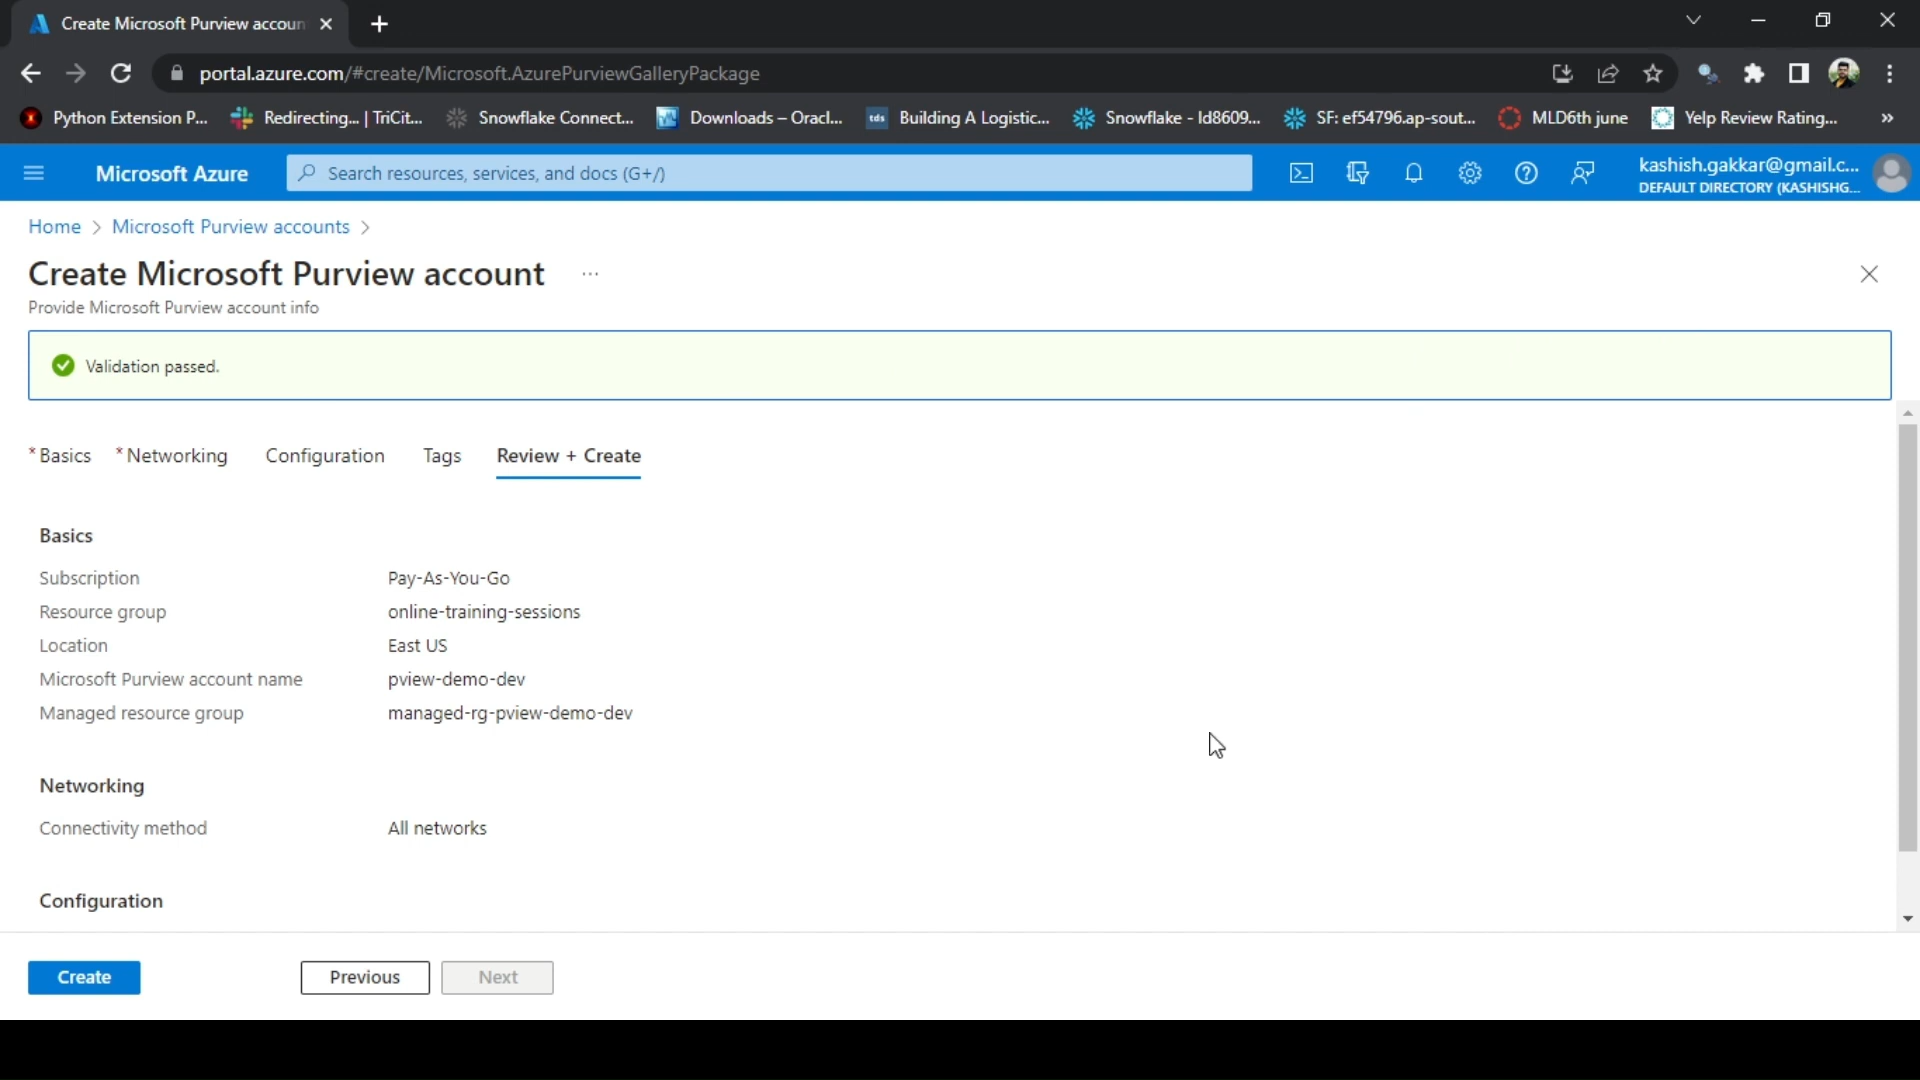 Create Microsoft Purview accoun
portal.azure.com/#create/Microsoft.AzurePurviewGalleryPackage
Python Extension P... Redirecting... | TriCit... Snowflake Connect... Downloads – Oracl... tds Building A Logistic... Snowflake - ld8609... SF: ef54796.ap-sout... MLD6th june Yelp Review Rating... »
Microsoft Azure
Search resources, services, and docs (G+/)
kashish.gakkar@gmail.c...
DEFAULT DIRECTORY (KASHISHG...
Home > Microsoft Purview accounts >
Create Microsoft Purview account ...
Provide Microsoft Purview account info
Validation passed.
* Basics * Networking Configuration Tags Review + Create
Basics
Subscription Pay-As-You-Go
Resource group online-training-sessions
Location East US
Microsoft Purview account name pview-demo-dev
Managed resource group managed-rg-pview-demo-dev
Networking
Connectivity method All networks
Configuration
Create Previous Next